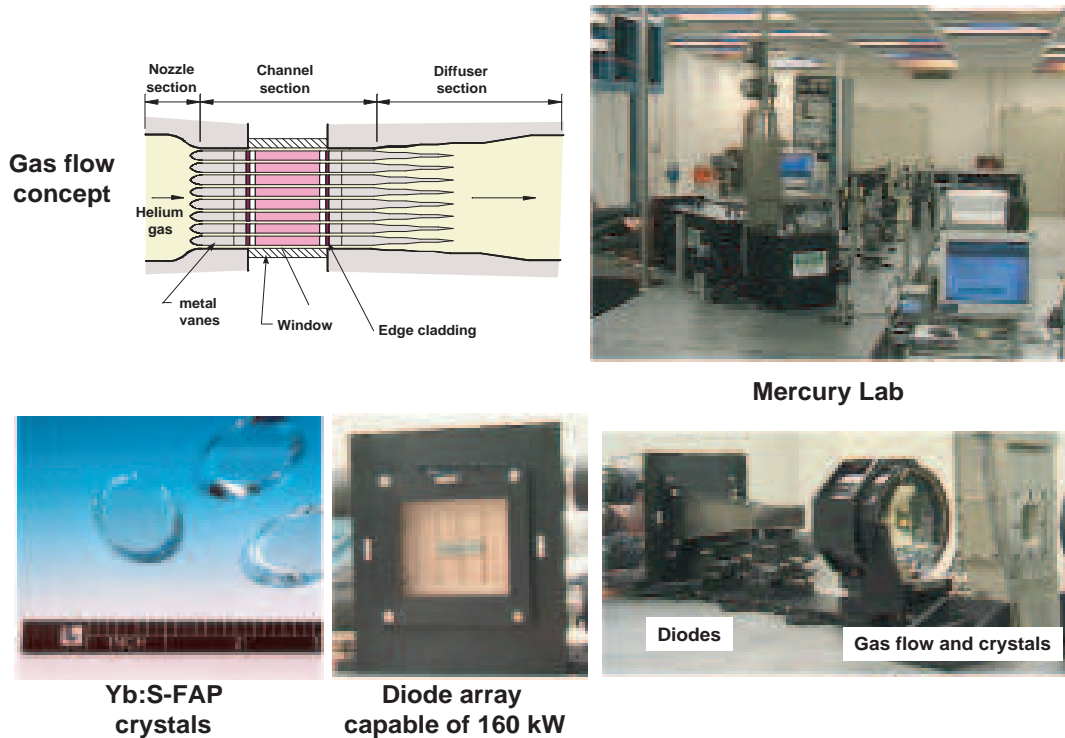 Nozzle
section
Channel
section
Diffuser
section
Gas flow
concept
Helium
gas
metal
vanes
Window
Edge cladding
Mercury Lab
INCH
Diodes
Gas flow and crystals
Yb:S-FAP
crystals
Diode array
capable of 160 kW